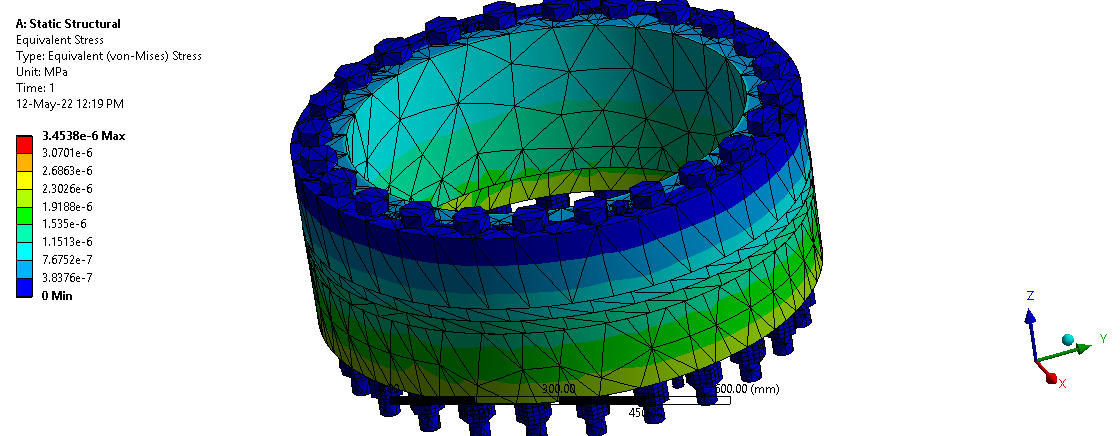 A: Static Structural
Equivalent Stress
Type: Equivalent (von-Mises) Stress
Unit: MPa
Time: 1
12-May-22 12:19 PM
3.4538e-6 Max
3.0701e-6
2.6863e-6
2.3026e-6
1.9188e-6
1.535e-6
1.1513e-6
7.6752e-7
3.8376e-7
0 Min
Z
Y
X
300.00
600.00 (mm)